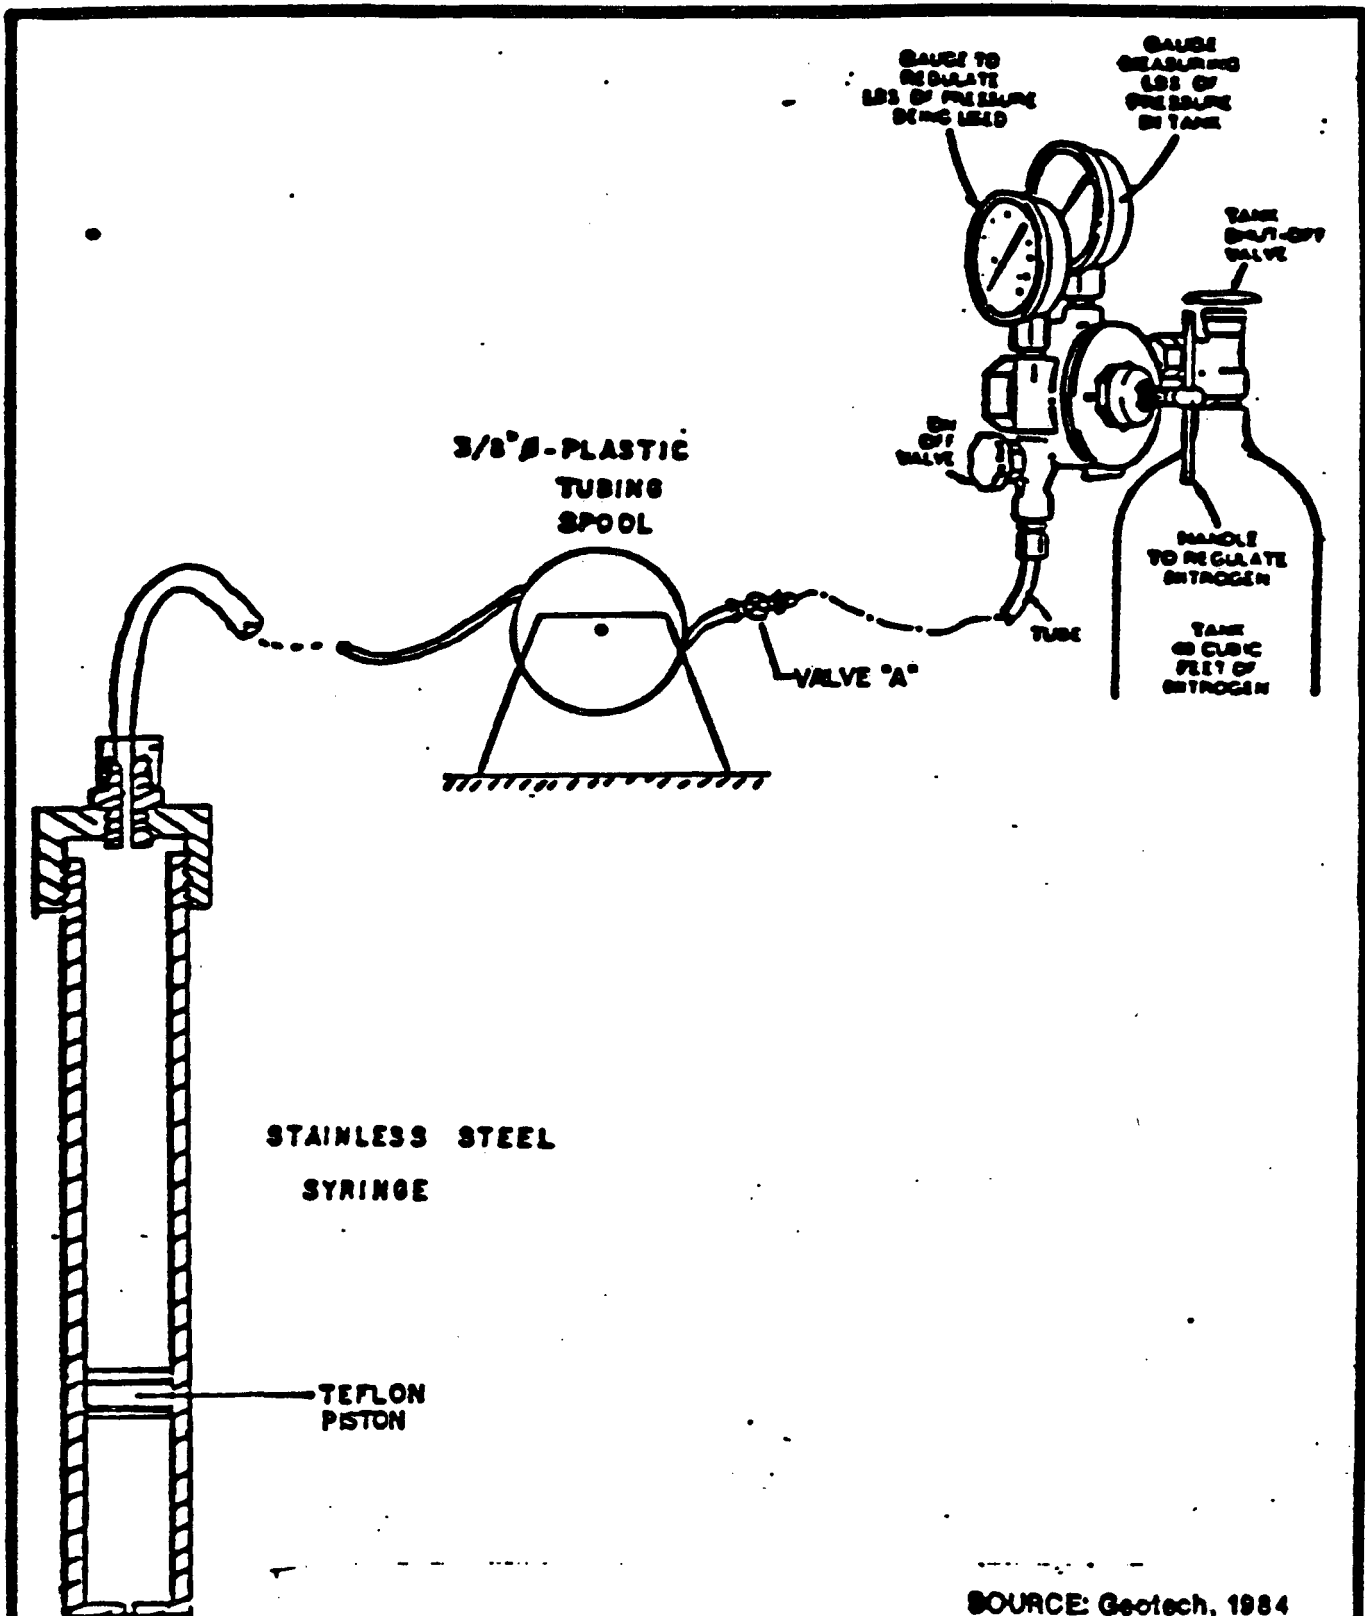 GAUGE TO
REGULATE
LBS OF PRESSURE
BEING USED
GAUGE
MEASURING
LBS OF
PRESSURE
IN TANK
TANK
SHUT-OFF
VALVE
ON
OFF
VALVE
3/8"Ø-PLASTIC
TUBING
SPOOL
HANDLE
TO REGULATE
NITROGEN
TUBE
TANK
CUBIC
FEET OF
NITROGEN
VALVE "A"
STAINLESS STEEL
SYRINGE
TEFLON
PISTON
SOURCE: Geotech, 1984